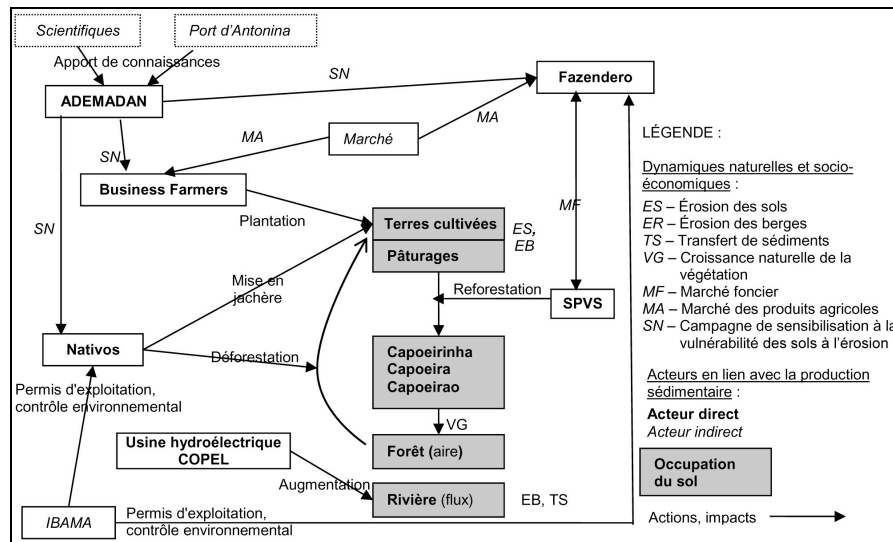 Scientifiques
Port d'Antonina
Apport de connaissances
SN
ADEMADAN
Fazendero
MA
Marché
MA
SN
Business Farmers
Plantation
Terres cultivées
ES,
EB
Pâturages
MF
SN
Mise en
jachère
Reforestation
SPVS
Nativos
Déforestation
Capoeirinha
Capoeira
Capoeirao
Permis d'exploitation,
contrôle environnemental
VG
Usine hydroélectrique
COPEL
Forêt (aire)
Augmentation
Rivière (flux)
EB, TS
IBAMA
Permis d'exploitation,
contrôle environnemental
LÉGENDE :
Dynamiques naturelles et socio-
économiques :
ES – Érosion des sols
ER – Érosion des berges
TS – Transfert de sédiments
VG – Croissance naturelle de la
végétation
MF – Marché foncier
MA – Marché des produits agricoles
SN – Campagne de sensibilisation à la
vulnérabilité des sols à l'érosion
Acteurs en lien avec la production
sédimentaire :
Acteur direct
Acteur indirect
Occupation
du sol
Actions, impacts